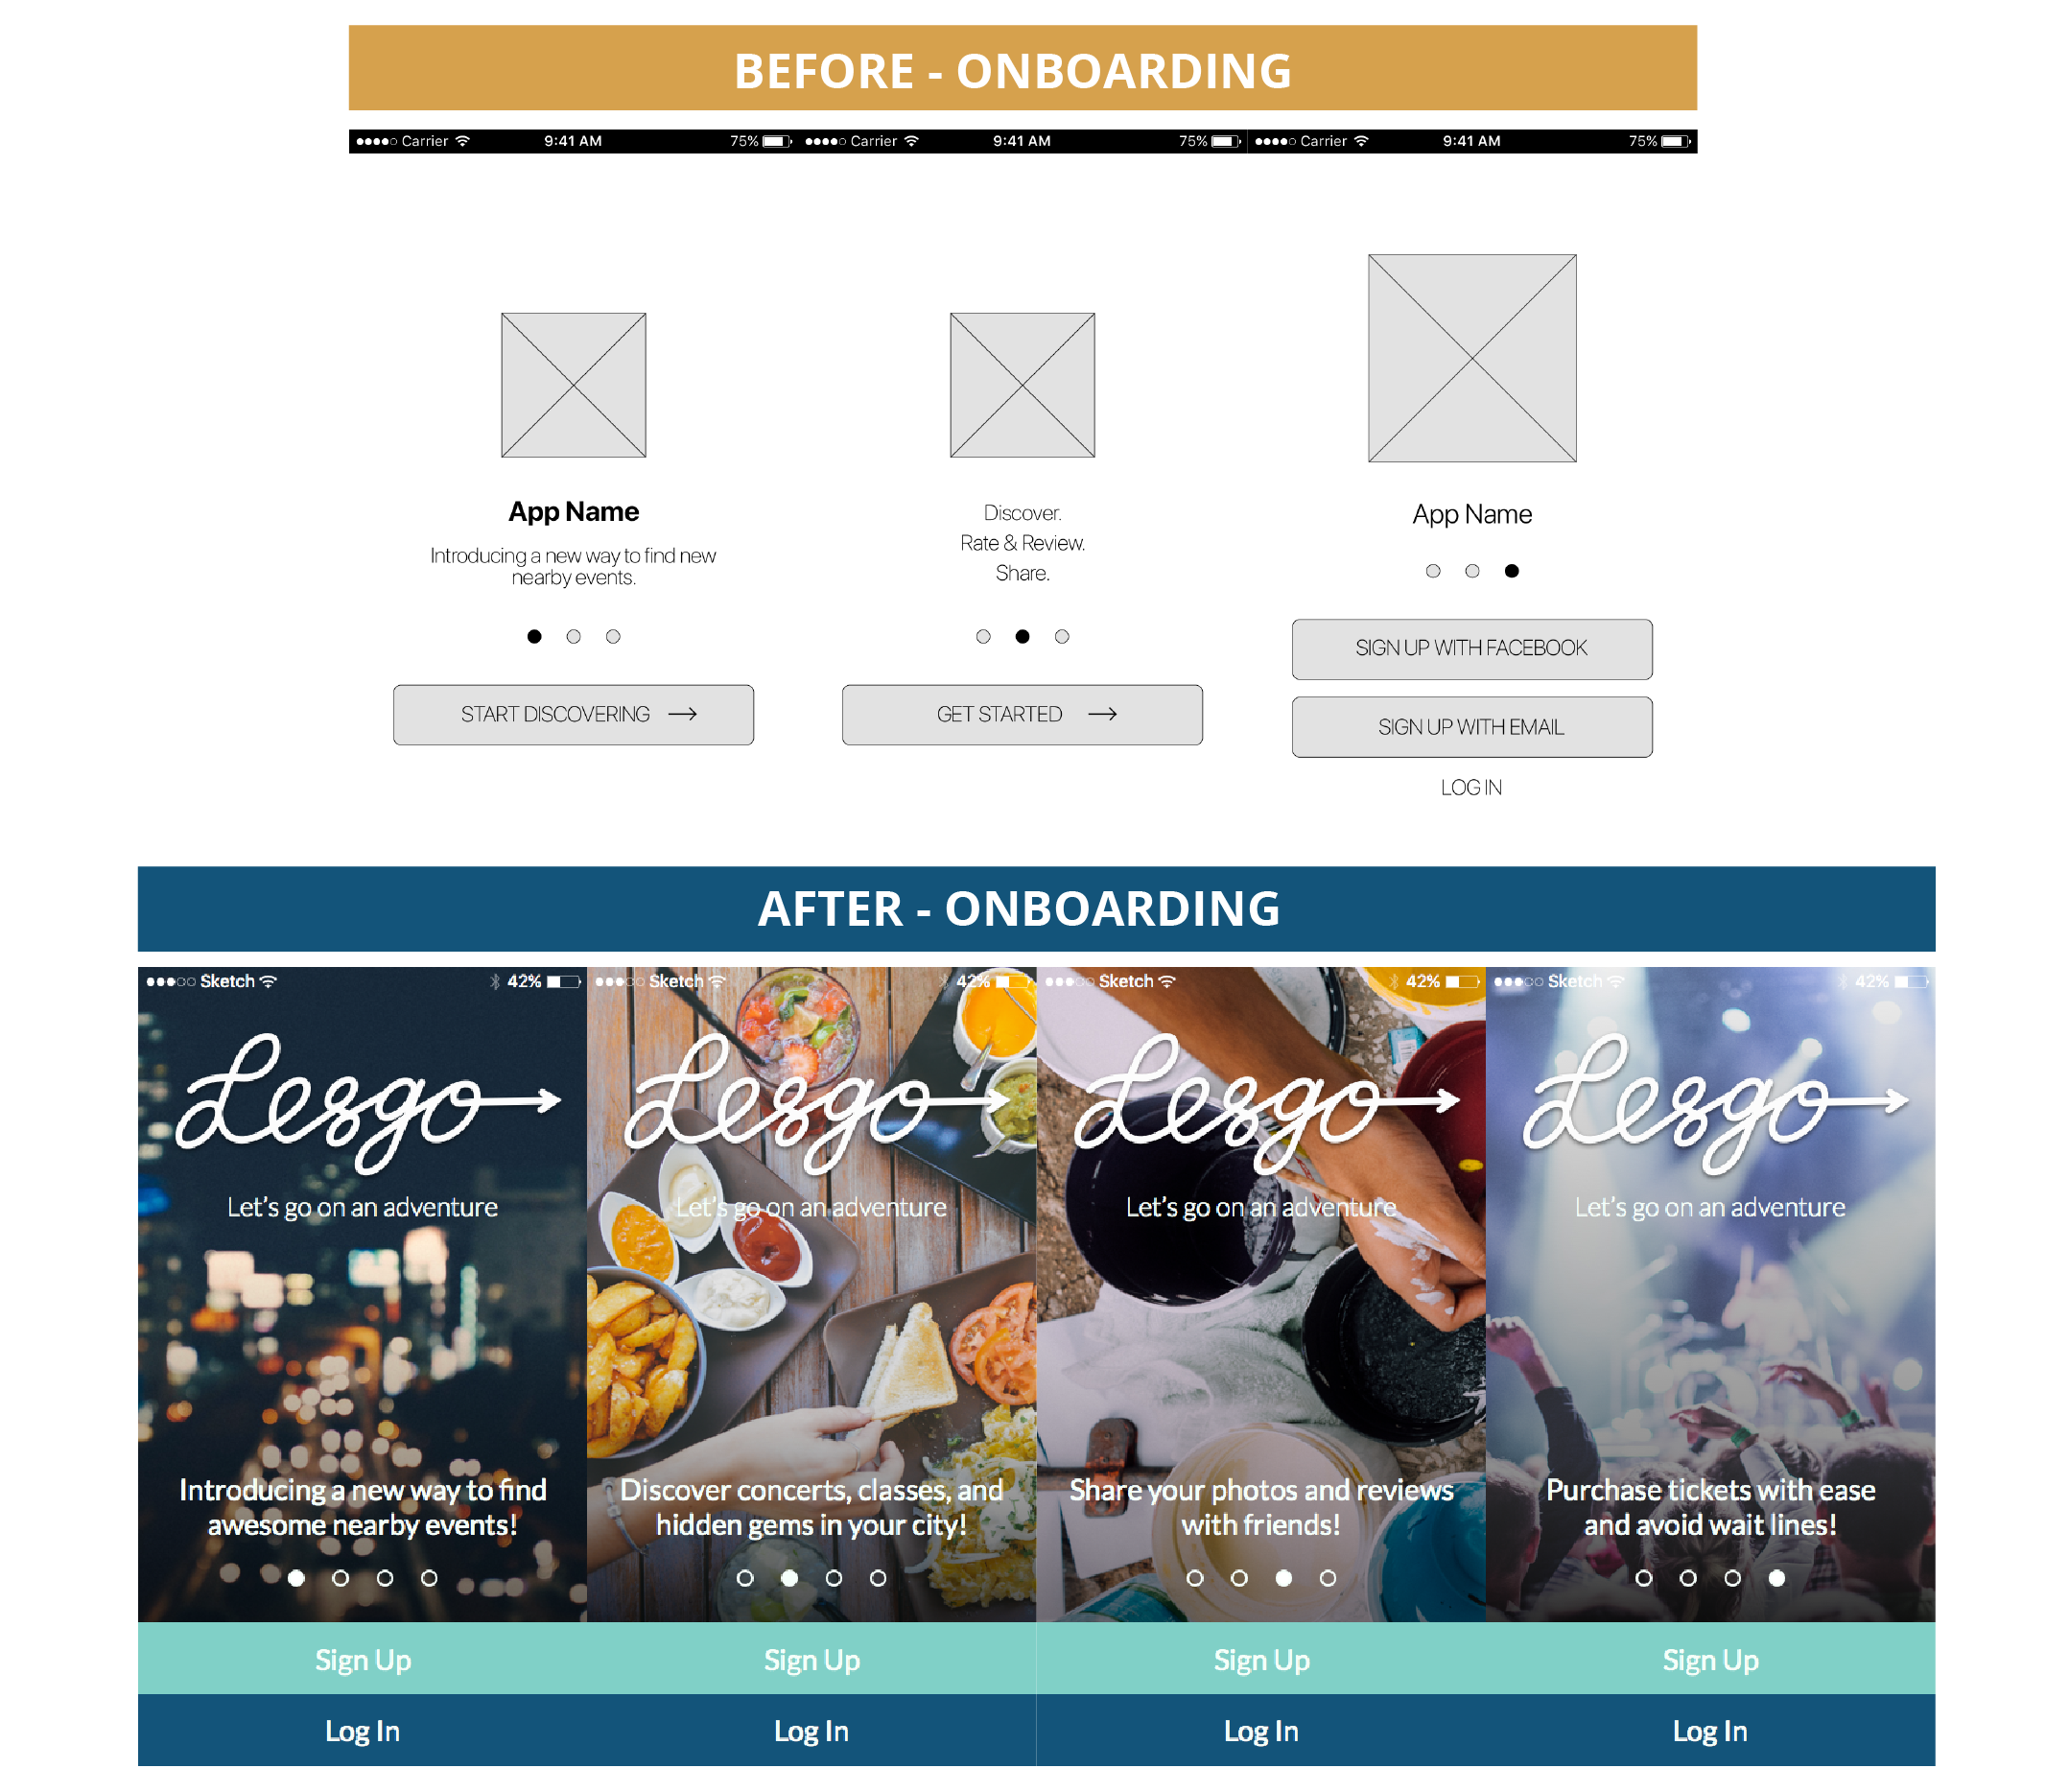 BEFORE - ONBOARDING
Carrier 9:41 AM 75% Carrier 9:41 AM 75% Carrier 9:41 AM 75%
App Name
Introducing a new way to find new
nearby events.
START DISCOVERING
Discover.
Rate & Review.
Share.
GET STARTED
App Name
SIGN UP WITH FACEBOOK
SIGN UP WITH EMAIL
LOG IN
AFTER - ONBOARDING
Sketch 42%
Lesgo
Let's go on an adventure
Introducing a new way to find
awesome nearby events!
Sign Up
Log In
Sketch 42%
Lesgo
Let's go on an adventure
Discover concerts, classes, and
hidden gems in your city!
Sign Up
Log In
Sketch 42%
Lesgo
Let's go on an adventure
Share your photos and reviews
with friends!
Sign Up
Log In
Sketch 42%
Lesgo
Let's go on an adventure
Purchase tickets with ease
and avoid wait lines!
Sign Up
Log In